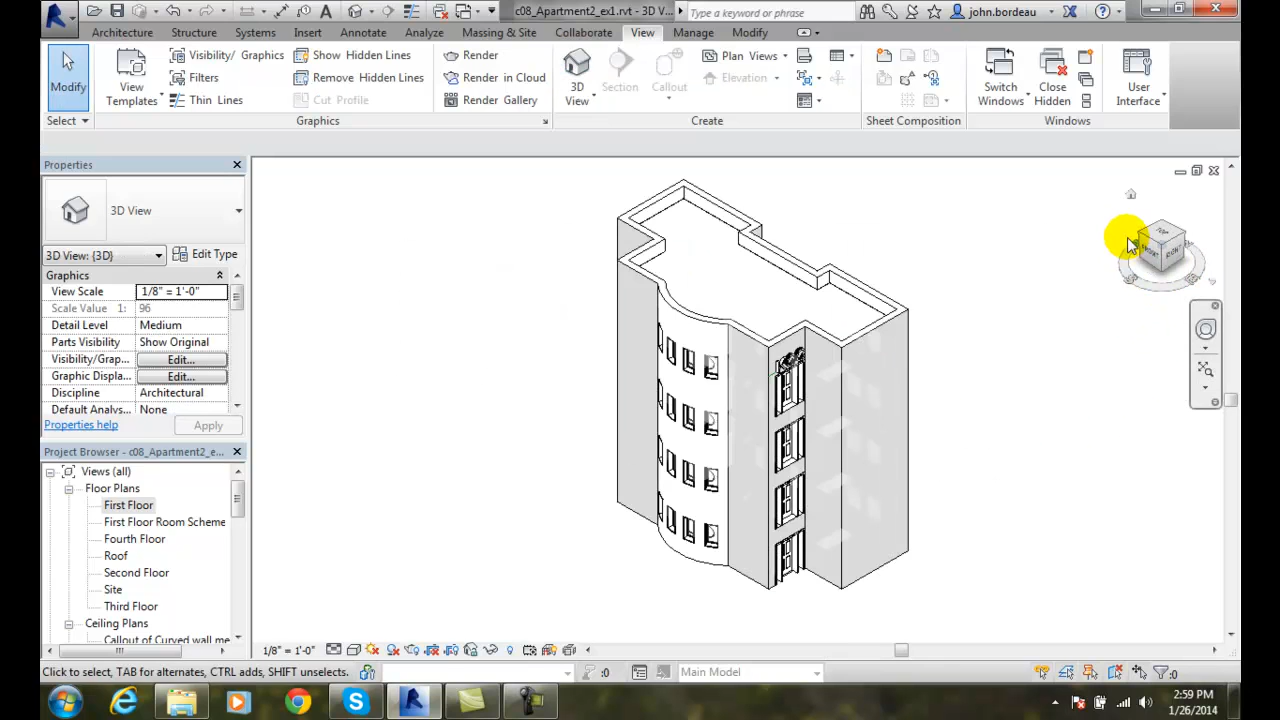 c08_Apartment2_ex1.rvt - 3D V...
Type a keyword or phrase
john.bordeau
Architecture Structure Systems Insert Annotate Analyze Massing & Site Collaborate View Manage Modify
Modify
View Templates
Visibility/ Graphics
Filters
Thin Lines
Show Hidden Lines
Remove Hidden Lines
Cut Profile
Render
Render in Cloud
Render Gallery
3D View
Section
Callout
Plan Views
Elevation
Switch Windows
Close Hidden
User Interface
Select
Graphics
Create
Sheet Composition
Windows
Properties
3D View
3D View: {3D}
Edit Type
Graphics
View Scale 1/8" = 1'-0"
Scale Value 1: 96
Detail Level Medium
Parts Visibility Show Original
Visibility/Grap... Edit...
Graphic Displa... Edit...
Discipline Architectural
Default Analys... None
Properties help
Apply
Project Browser - c08_Apartment2_e...
Views (all)
Floor Plans
First Floor
First Floor Room Scheme
Fourth Floor
Roof
Second Floor
Site
Third Floor
Ceiling Plans
Callout of Curved wall me
TOP
FRONT
RIGHT
1/8" = 1'-0"
Click to select, TAB for alternates, CTRL adds, SHIFT unselects.
:0
Main Model
:0
2:59 PM
1/26/2014